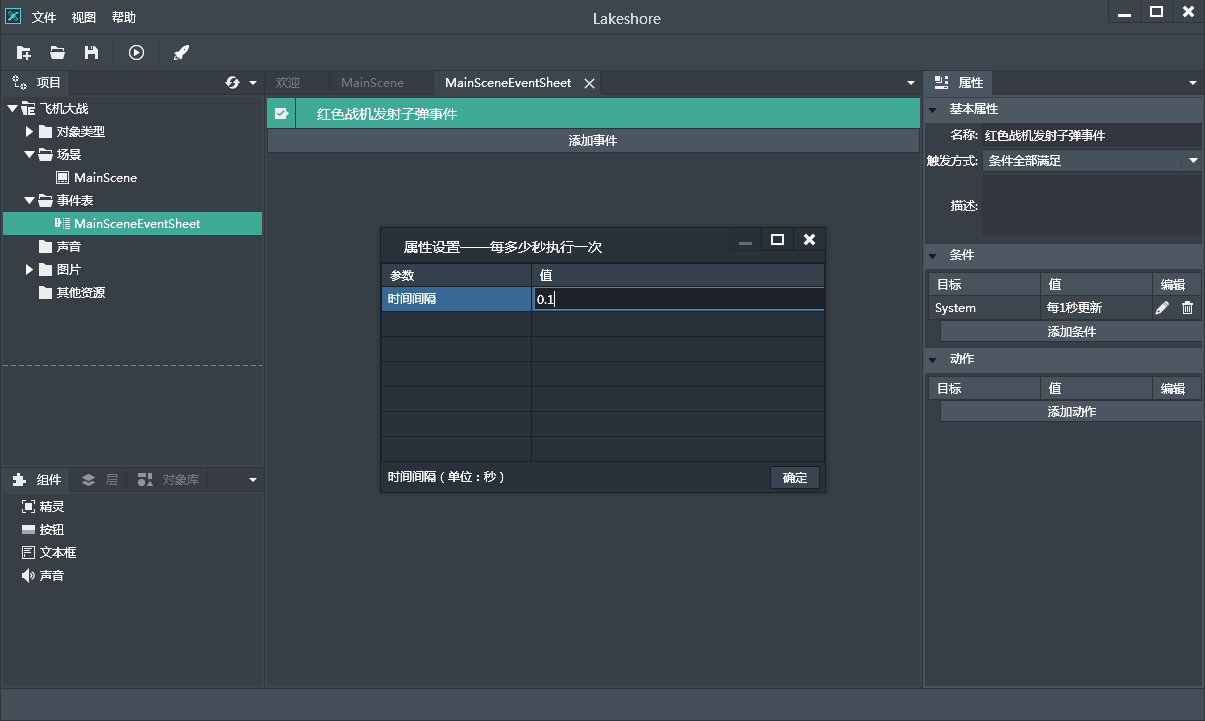 文件 视图 帮助
Lakeshore
项目
飞机大战
对象类型
场景
MainScene
事件表
MainSceneEventSheet
声音
图片
其他资源
组件 层 对象库
精灵
按钮
文本框
声音
欢迎 MainScene MainSceneEventSheet
红色战机发射子弹事件
添加事件
属性设置——每多少秒执行一次
参数 值
时间间隔 0.1
时间间隔（单位：秒）
确定
属性
基本属性
名称: 红色战机发射子弹事件
触发方式: 条件全部满足
描述:
条件
目标 值 编辑
System 每1秒更新
添加条件
动作
目标 值 编辑
添加动作